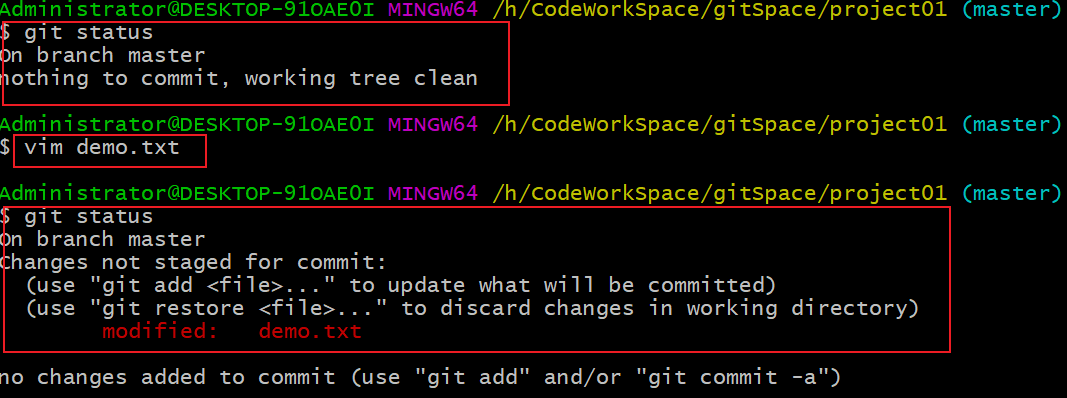 Administrator@DESKTOP-91OAE0I MINGW64 /h/CodeWorkSpace/gitSpace/project01 (master)
$ git status
On branch master
nothing to commit, working tree clean
Administrator@DESKTOP-91OAE0I MINGW64 /h/CodeWorkSpace/gitSpace/project01 (master)
$ vim demo.txt
Administrator@DESKTOP-91OAE0I MINGW64 /h/CodeWorkSpace/gitSpace/project01 (master)
$ git status
On branch master
Changes not staged for commit:
  (use "git add <file>..." to update what will be committed)
  (use "git restore <file>..." to discard changes in working directory)
        modified:   demo.txt
no changes added to commit (use "git add" and/or "git commit -a")